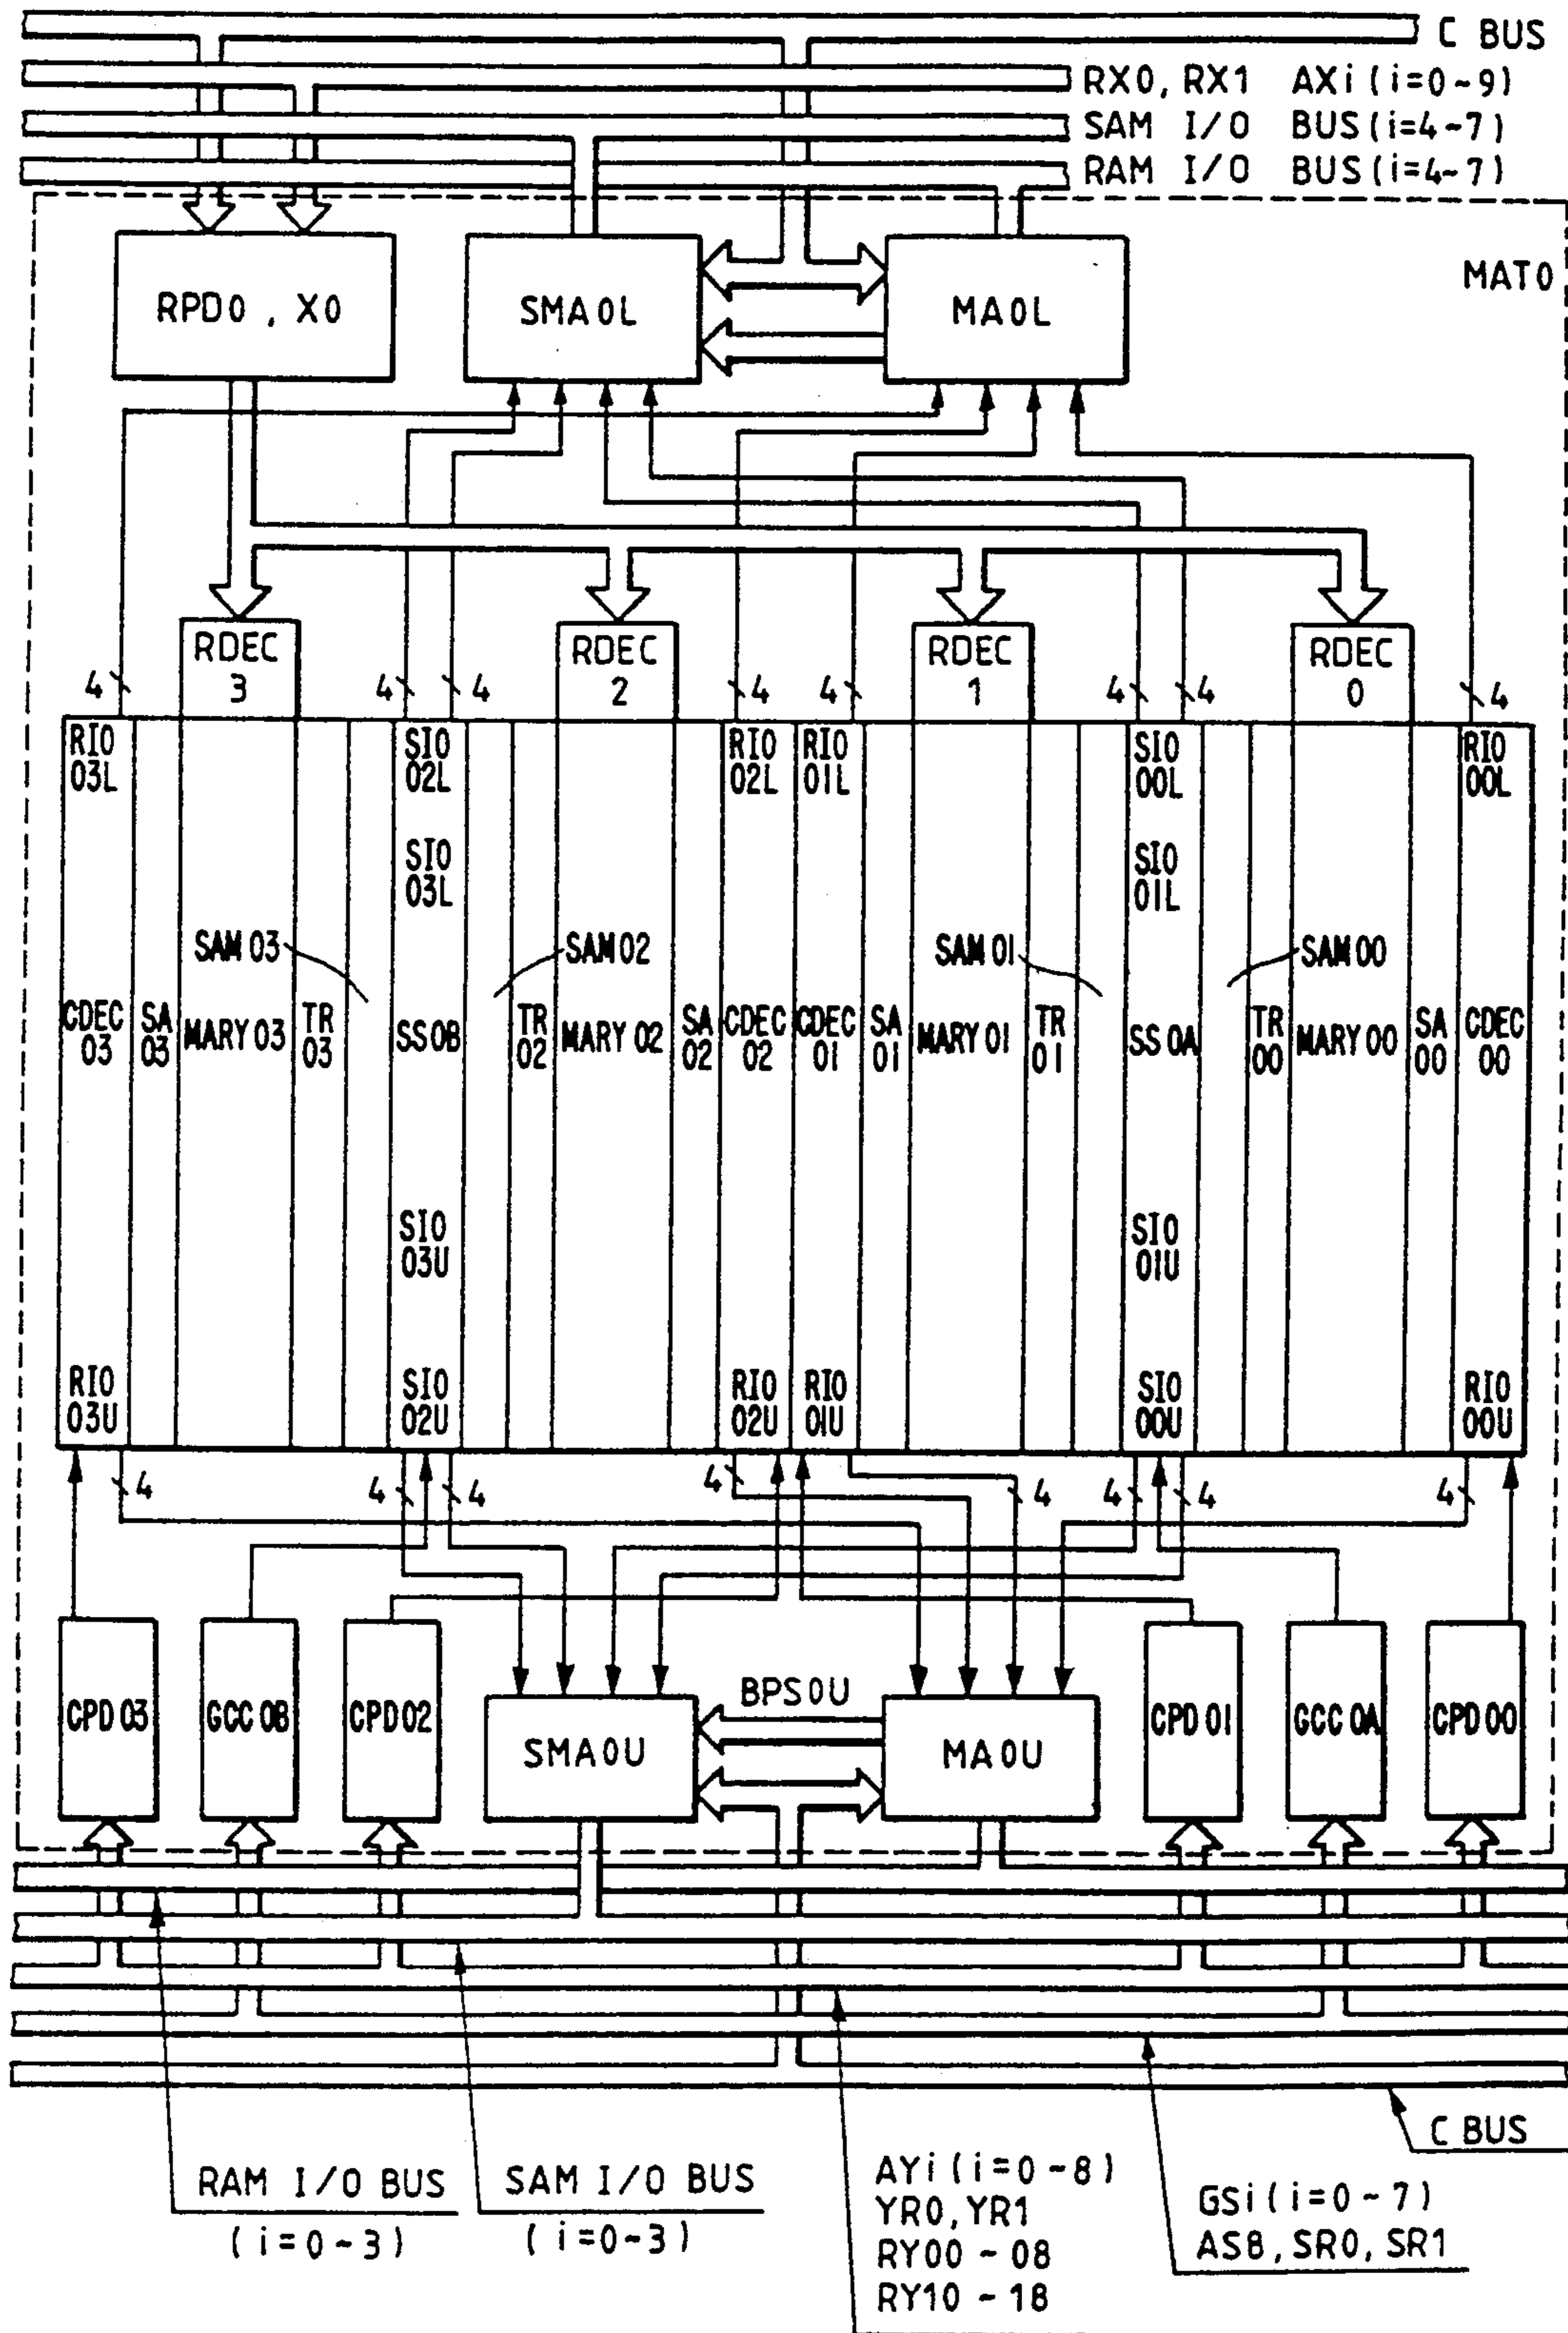 C BUS
RX0, RX1 AXi (i=0~9)
SAM I/O BUS (i=4~7)
RAM I/O BUS (i=4~7)
MAT0
RPD0 , X0
SMA0L
MA0L
RDEC
3
RDEC
2
RDEC
1
RDEC
0
4
4
4
4
4
4
4
4
RIO
03L
SIO
02L
RIO
02L
RIO
01L
SIO
00L
RIO
00L
SIO
03L
SIO
01L
SAM 03
SAM 02
SAM 01
SAM 00
CDEC
03
SA
03
MARY 03
TR
03
SS 0B
TR
02
MARY 02
SA
02
CDEC
02
CDEC
01
SA
01
MARY 01
TR
01
SS 0A
TR
00
MARY 00
SA
00
CDEC
00
SIO
03U
SIO
01U
RIO
03U
SIO
02U
RIO
02U
RIO
01U
SIO
00U
RIO
00U
4
4
4
4
4
4
4
4
CPD 03
GCC 0B
CPD 02
SMA0U
BPS0U
MA0U
CPD 01
GCC 0A
CPD 00
C BUS
RAM I/O BUS
(i=0~3)
SAM I/O BUS
(i=0~3)
AYi (i=0~8)
YR0, YR1
RY00 ~ 08
RY10 ~ 18
GSi (i=0~7)
AS8, SR0, SR1